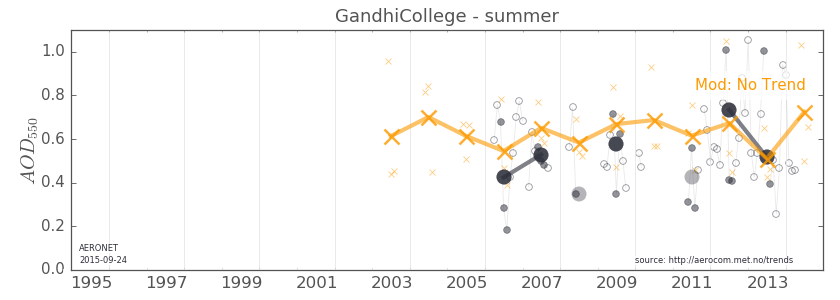 GandhiCollege - summer
1.0
0.8
0.6
0.4
0.2
0.0
AOD550
Mod: No Trend
AERONET
2015-09-24
source: http://aerocom.met.no/trends
1995 1997 1999 2001 2003 2005 2007 2009 2011 2013